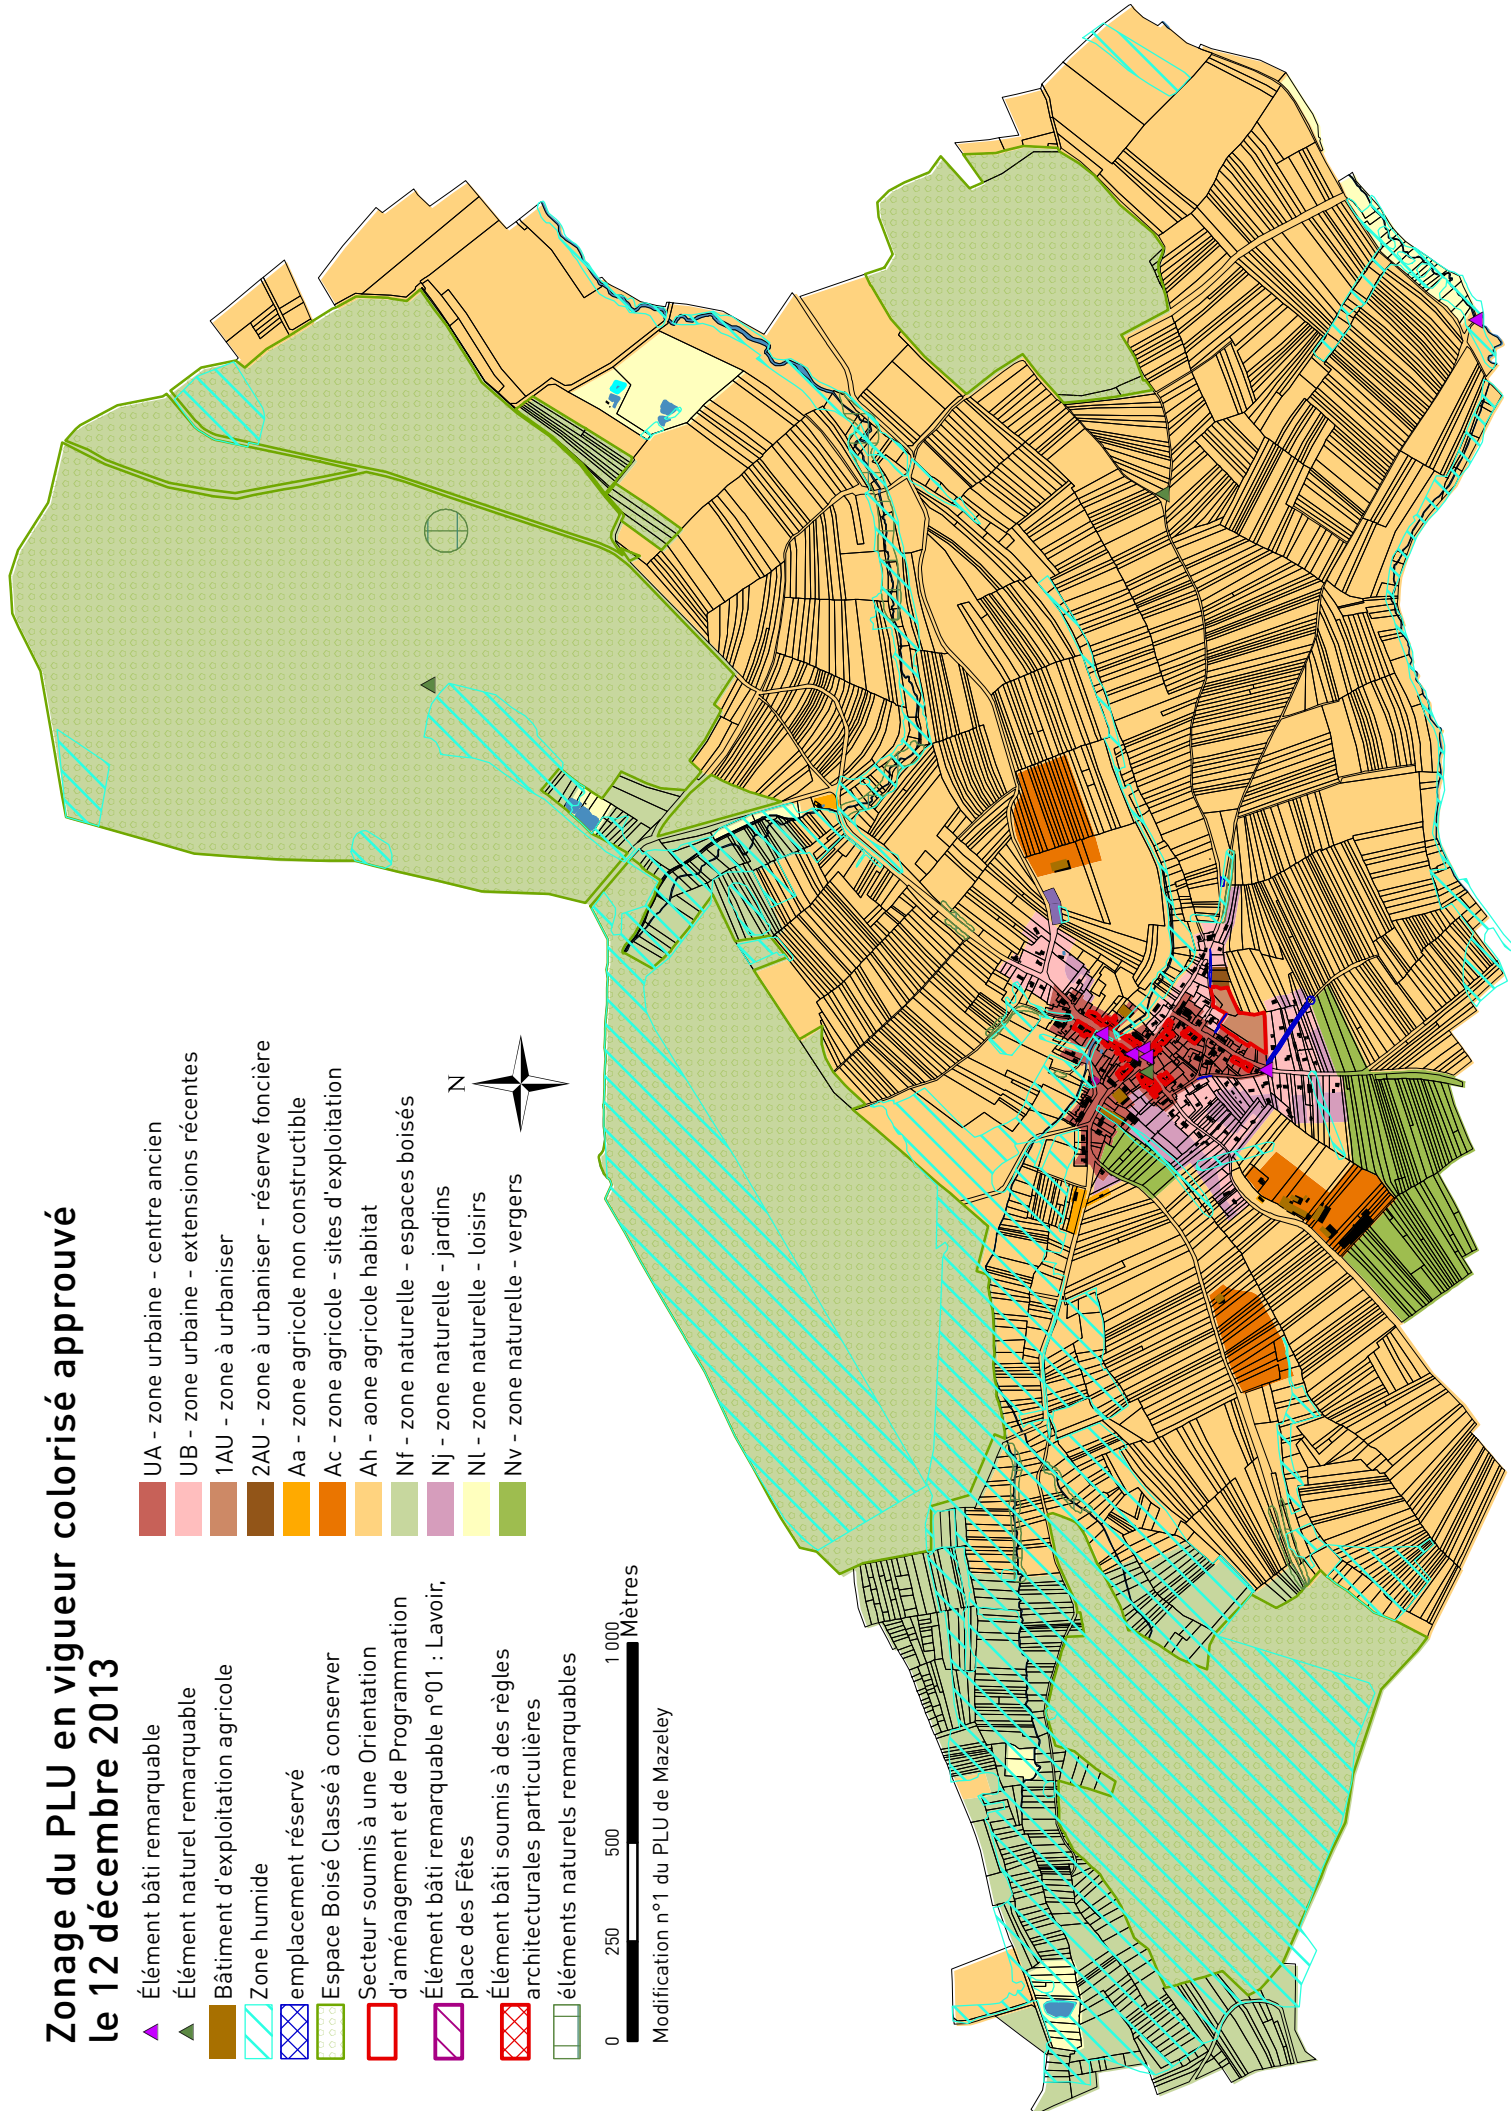 Zonage du PLU en vigueur colorisé approuvé
le 12 décembre 2013
Élément bâti remarquable
Élément naturel remarquable
Bâtiment d'exploitation agricole
Zone humide
emplacement réservé
Espace Boisé Classé à conserver
Secteur soumis à une Orientation
d'aménagement et de Programmation
Élément bâti remarquable n°01 : Lavoir,
place des Fêtes
Élément bâti soumis à des règles
architecturales particulières
éléments naturels remarquables
UA - zone urbaine - centre ancien
UB - zone urbaine - extensions récentes
1AU - zone à urbaniser
2AU - zone à urbaniser - réserve foncière
Aa - zone agricole non constructible
Ac - zone agricole - sites d'exploitation
Ah - aone agricole habitat
Nf - zone naturelle - espaces boisés
Nj - zone naturelle - jardins
Nl - zone naturelle - loisirs
Nv - zone naturelle - vergers
N
0 250 500 1 000
Mètres
Modification n°1 du PLU de Mazeley